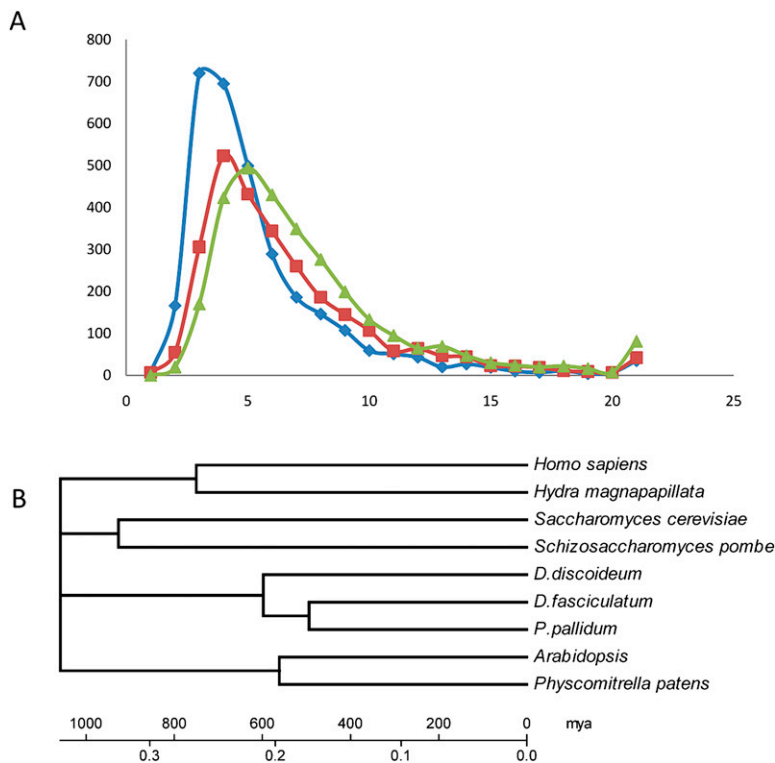 A
800
700
600
500
400
300
200
100
0
0 5 10 15 20 25
B
Homo sapiens
Hydra magnapapillata
Saccharomyces cerevisiae
Schizosaccharomyces pombe
D.discoideum
D.fasciculatum
P.pallidum
Arabidopsis
Physcomitrella patens
1000 800 600 400 200 0 mya
0.3 0.2 0.1 0.0